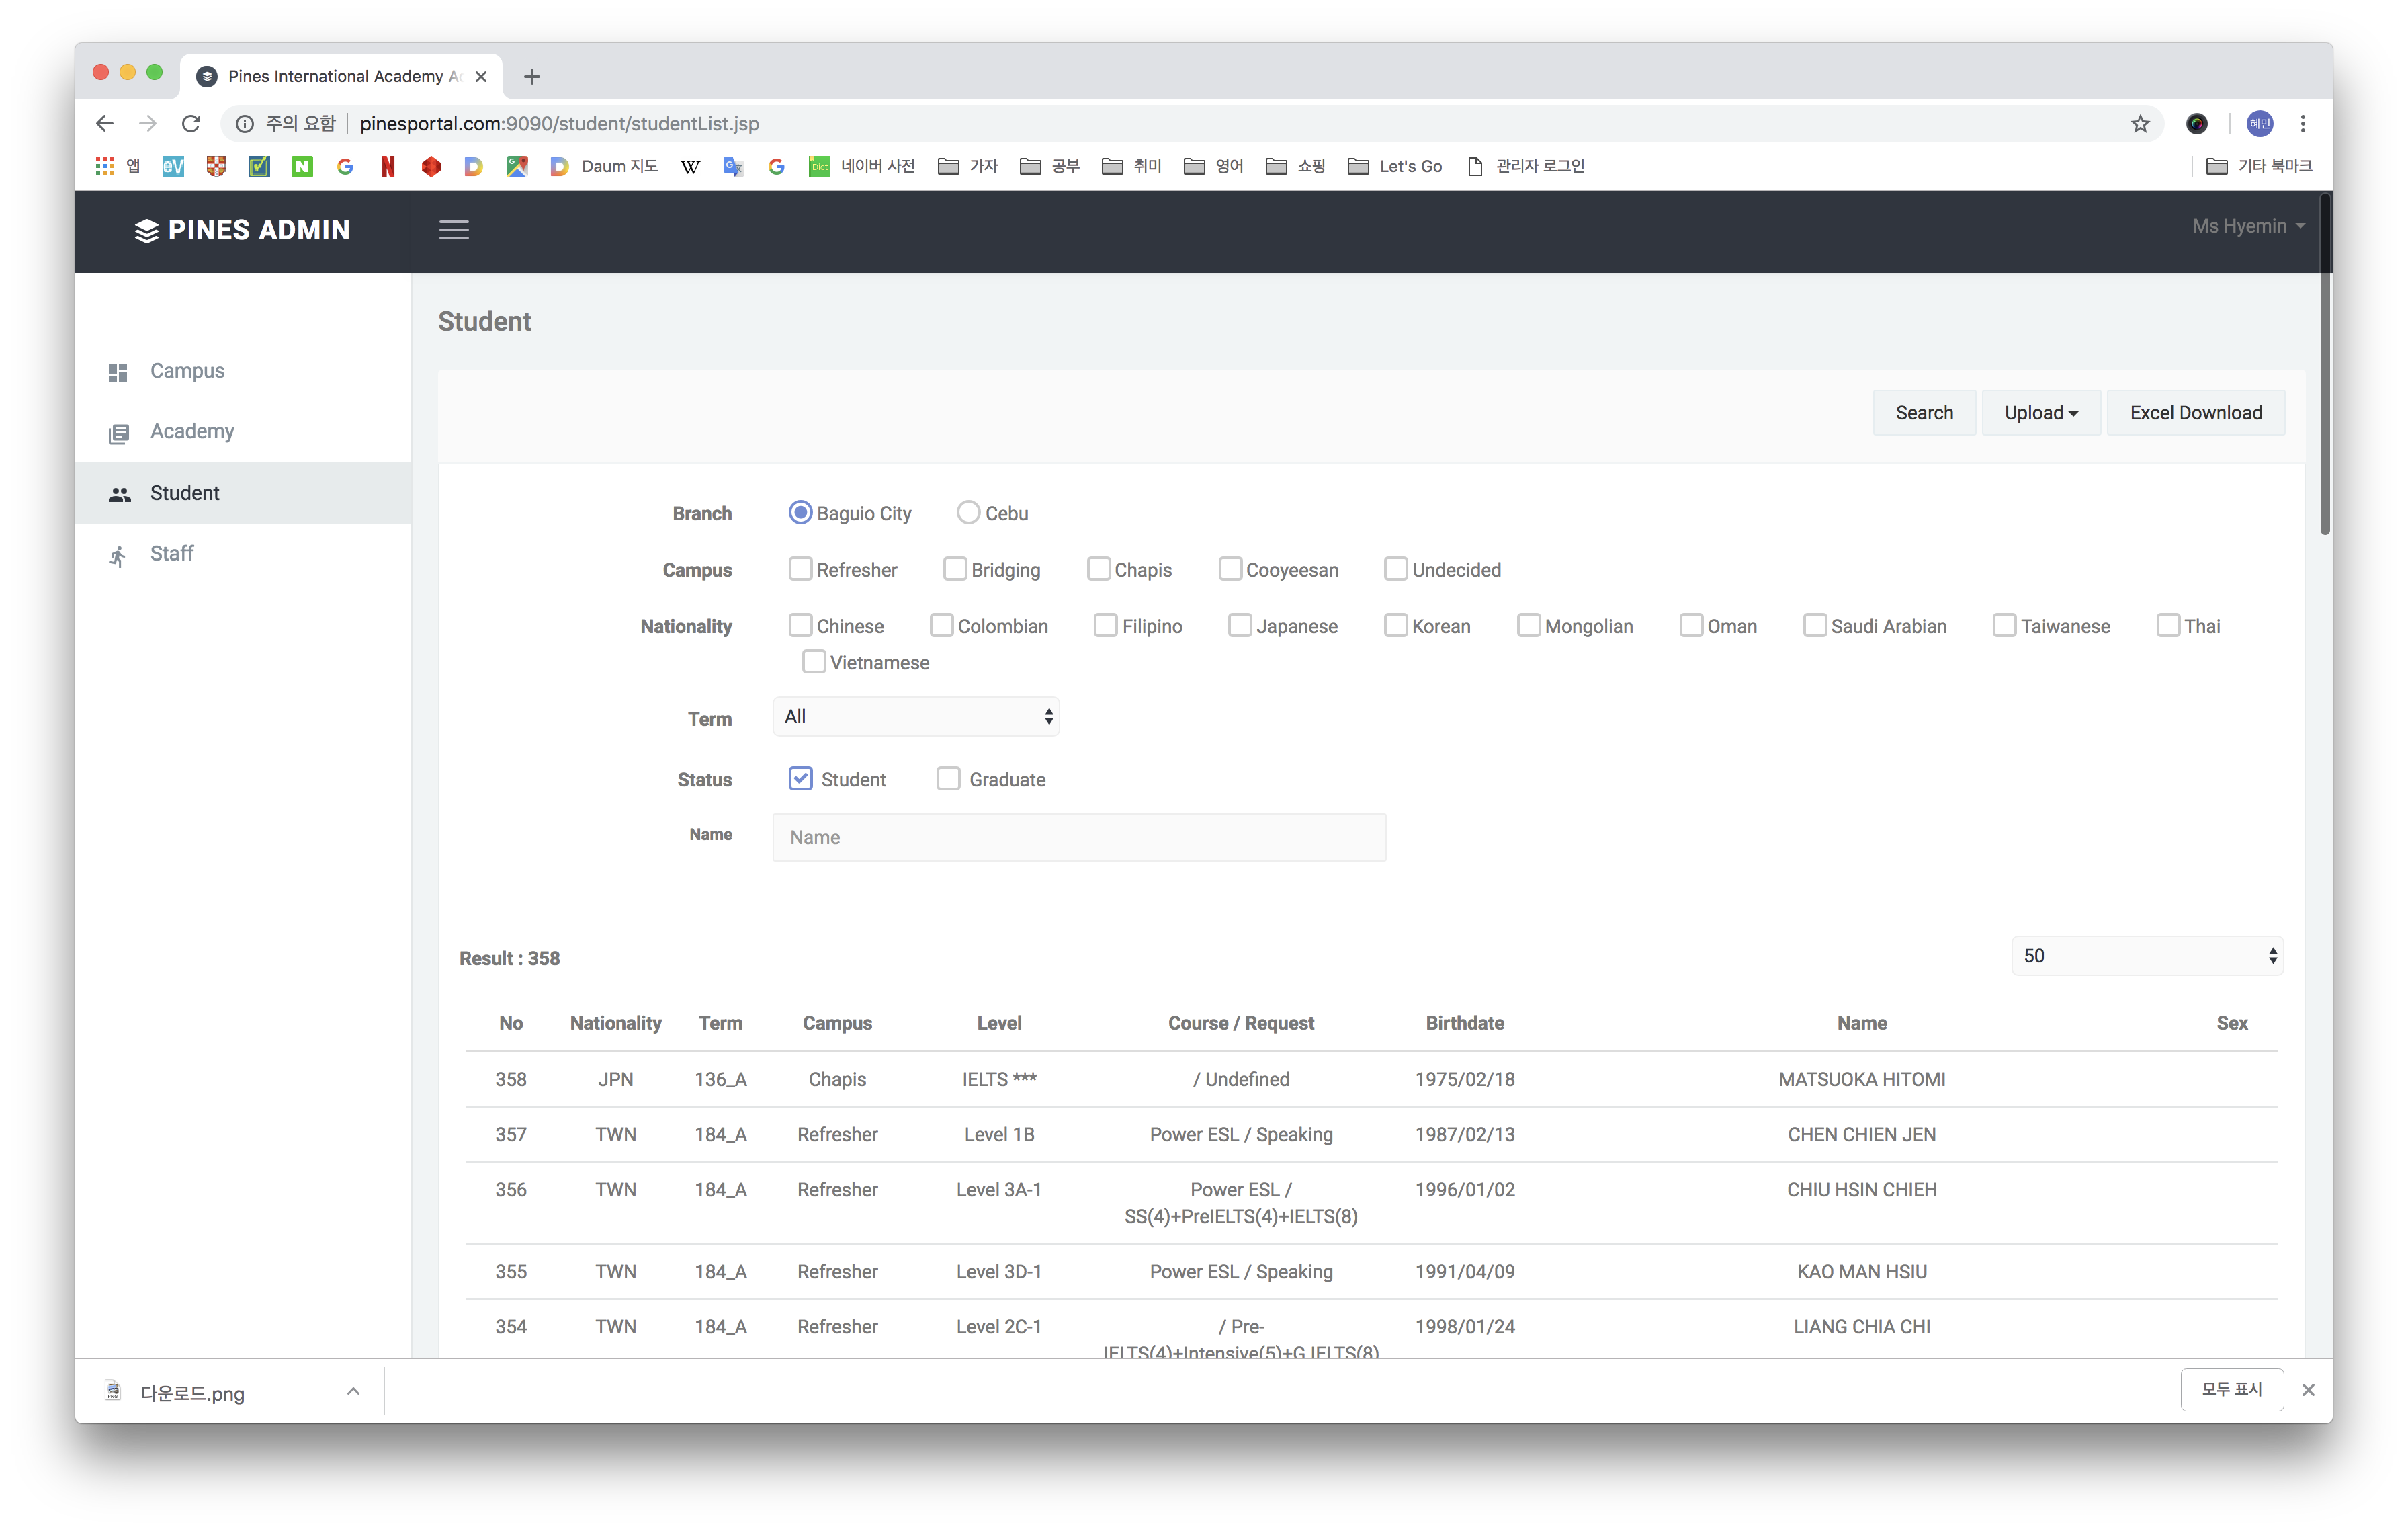 Pines International Academy
주의 요함 | pinesportal.com:9090/student/studentList.jsp 혜민
앱 eV N G N D G D Daum 지도 W G G Dict 네이버 사전 가자 공부 취미 영어 쇼핑 Let's Go 관리자 로그인 기타 북마크
PINES ADMIN Ms Hyemin
Student
Campus
Academy
Student
Staff
Search Upload Excel Download
Branch Baguio City Cebu
Campus Refresher Bridging Chapis Cooyeesan Undecided
Nationality Chinese Colombian Filipino Japanese Korean Mongolian Oman Saudi Arabian Taiwanese Thai
Vietnamese
Term All
Status Student Graduate
Name Name
Result : 358 50
No Nationality Term Campus Level Course / Request Birthdate Name Sex
358 JPN 136_A Chapis IELTS *** / Undefined 1975/02/18 MATSUOKA HITOMI
357 TWN 184_A Refresher Level 1B Power ESL / Speaking 1987/02/13 CHEN CHIEN JEN
356 TWN 184_A Refresher Level 3A-1 Power ESL / 1996/01/02 CHIU HSIN CHIEH
SS(4)+PreIELTS(4)+IELTS(8)
355 TWN 184_A Refresher Level 3D-1 Power ESL / Speaking 1991/04/09 KAO MAN HSIU
354 TWN 184_A Refresher Level 2C-1 / Pre- 1998/01/24 LIANG CHIA CHI
IELTS(4)+Intensive(5)+G.IELTS(8)
다운로드.png 모두 표시